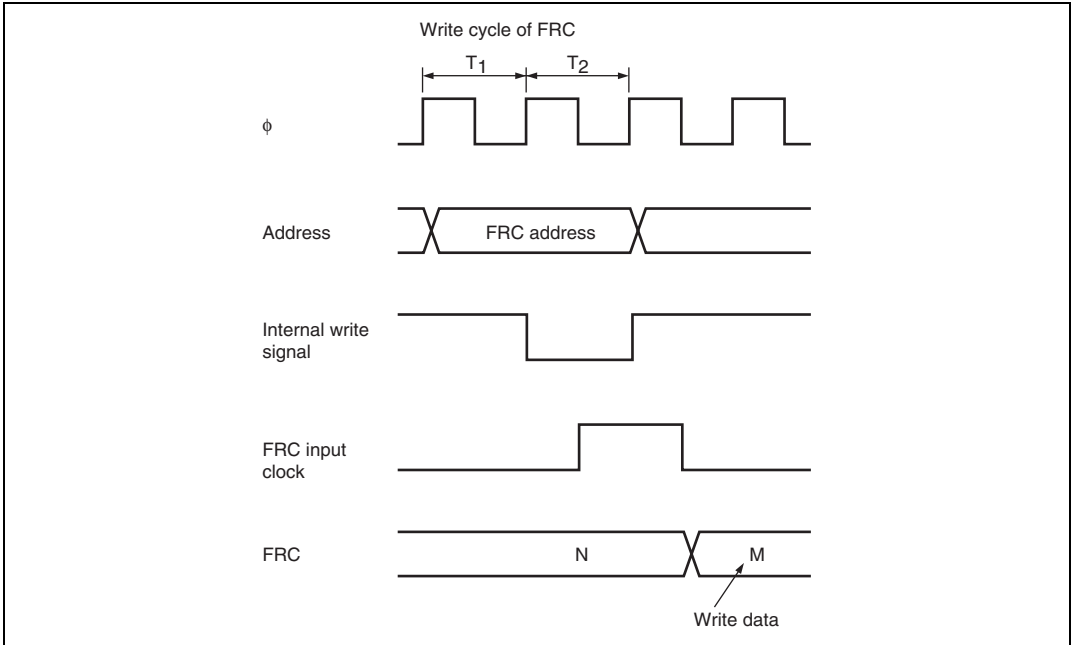 Write cycle of FRC
T1 T2
ϕ
Address
FRC address
Internal write
signal
FRC input
clock
FRC
N
M
Write data